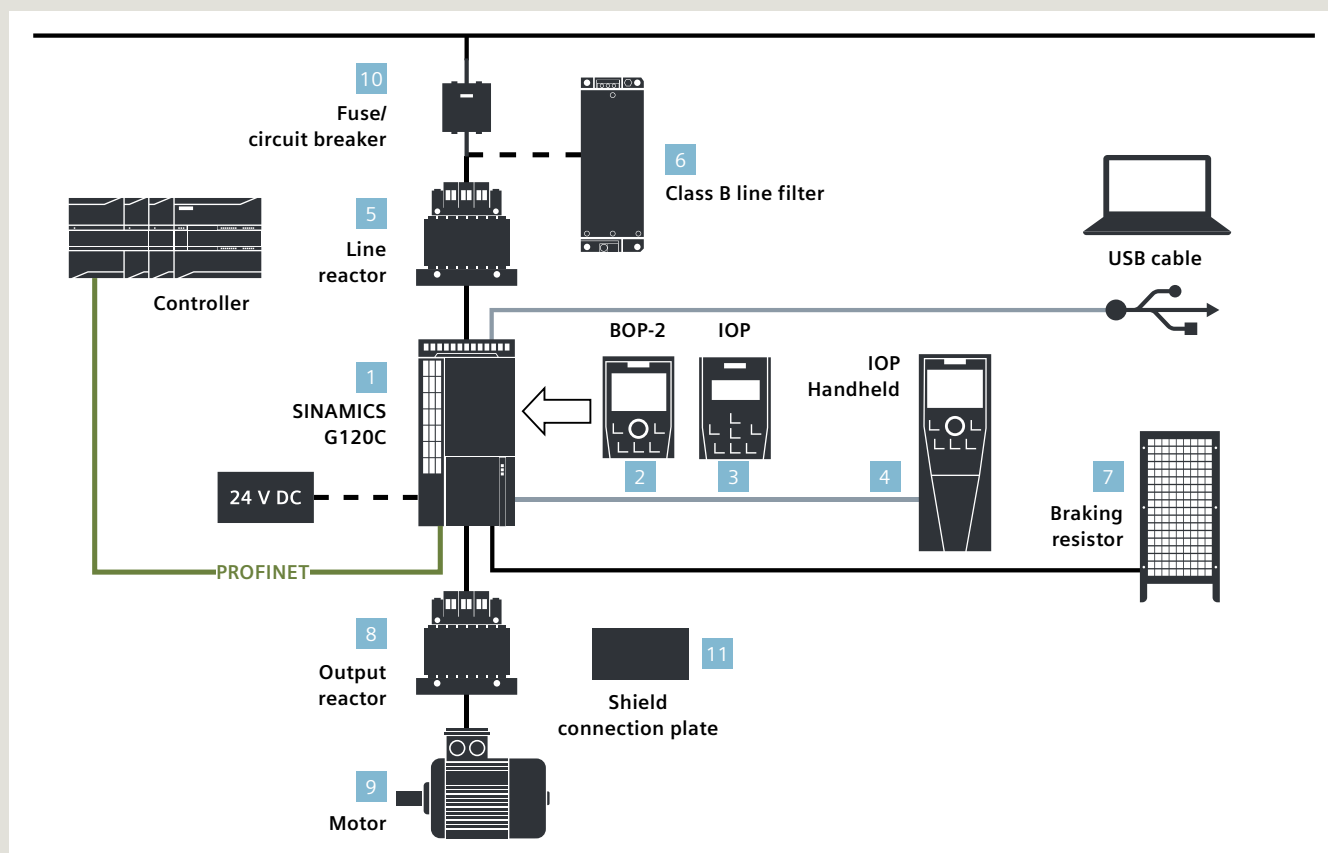 10
Fuse/
circuit breaker
6
Class B line filter
5
Line
reactor
Controller
USB cable
BOP-2
IOP
IOP
Handheld
1
SINAMICS
G120C
2
3
4
7
Braking
resistor
24 V DC
PROFINET
8
Output
reactor
11
Shield
connection plate
9
Motor